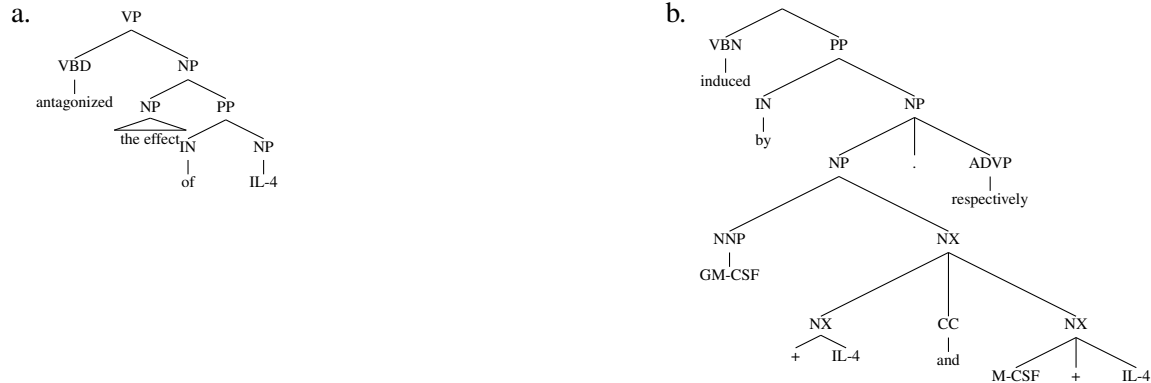 a.
VP
VBD NP
antagonized
NP PP
the effect
IN NP
of IL-4
b.
VBN PP
induced
IN NP
by
NP . ADVP
respectively
NNP NX
GM-CSF
NX CC NX
+ IL-4 and
M-CSF + IL-4